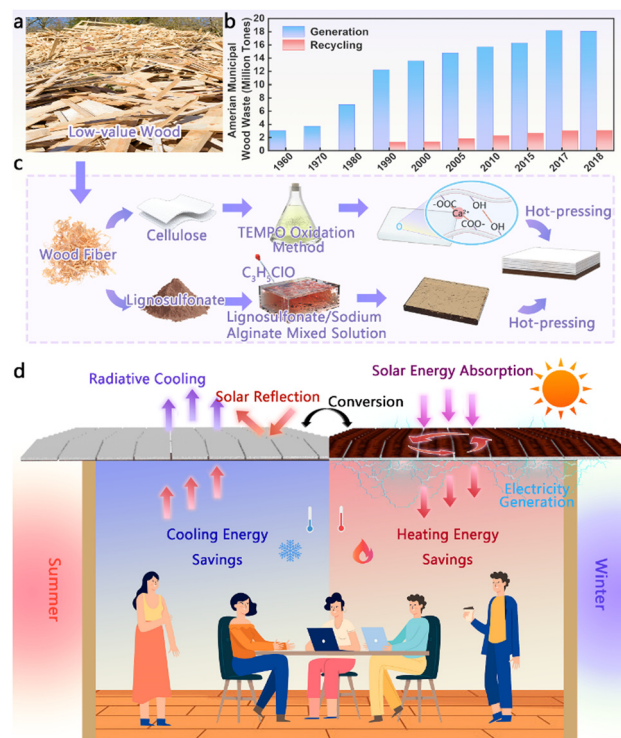 a
Low-value Wood
b
Amerian Municipal
Wood Waste (Million Tones)
20
18
16
14
12
10
8
6
4
2
0
Generation
Recycling
1960
1970
1980
1990
2000
2005
2010
2015
2017
2018
c
Wood Fiber
Cellulose
TEMPO Oxidation
Method
-OOC
OH
Ca²⁺
COO-
OH
Hot-pressing
Lignosulfonate
C₃H₅ClO
Lignosulfonate/Sodium
Alginate Mixed Solution
Hot-pressing
d
Radiative Cooling
Solar Reflection
Conversion
Solar Energy Absorption
Electricity
Generation
Cooling Energy
Savings
Heating Energy
Savings
Summer
Winter